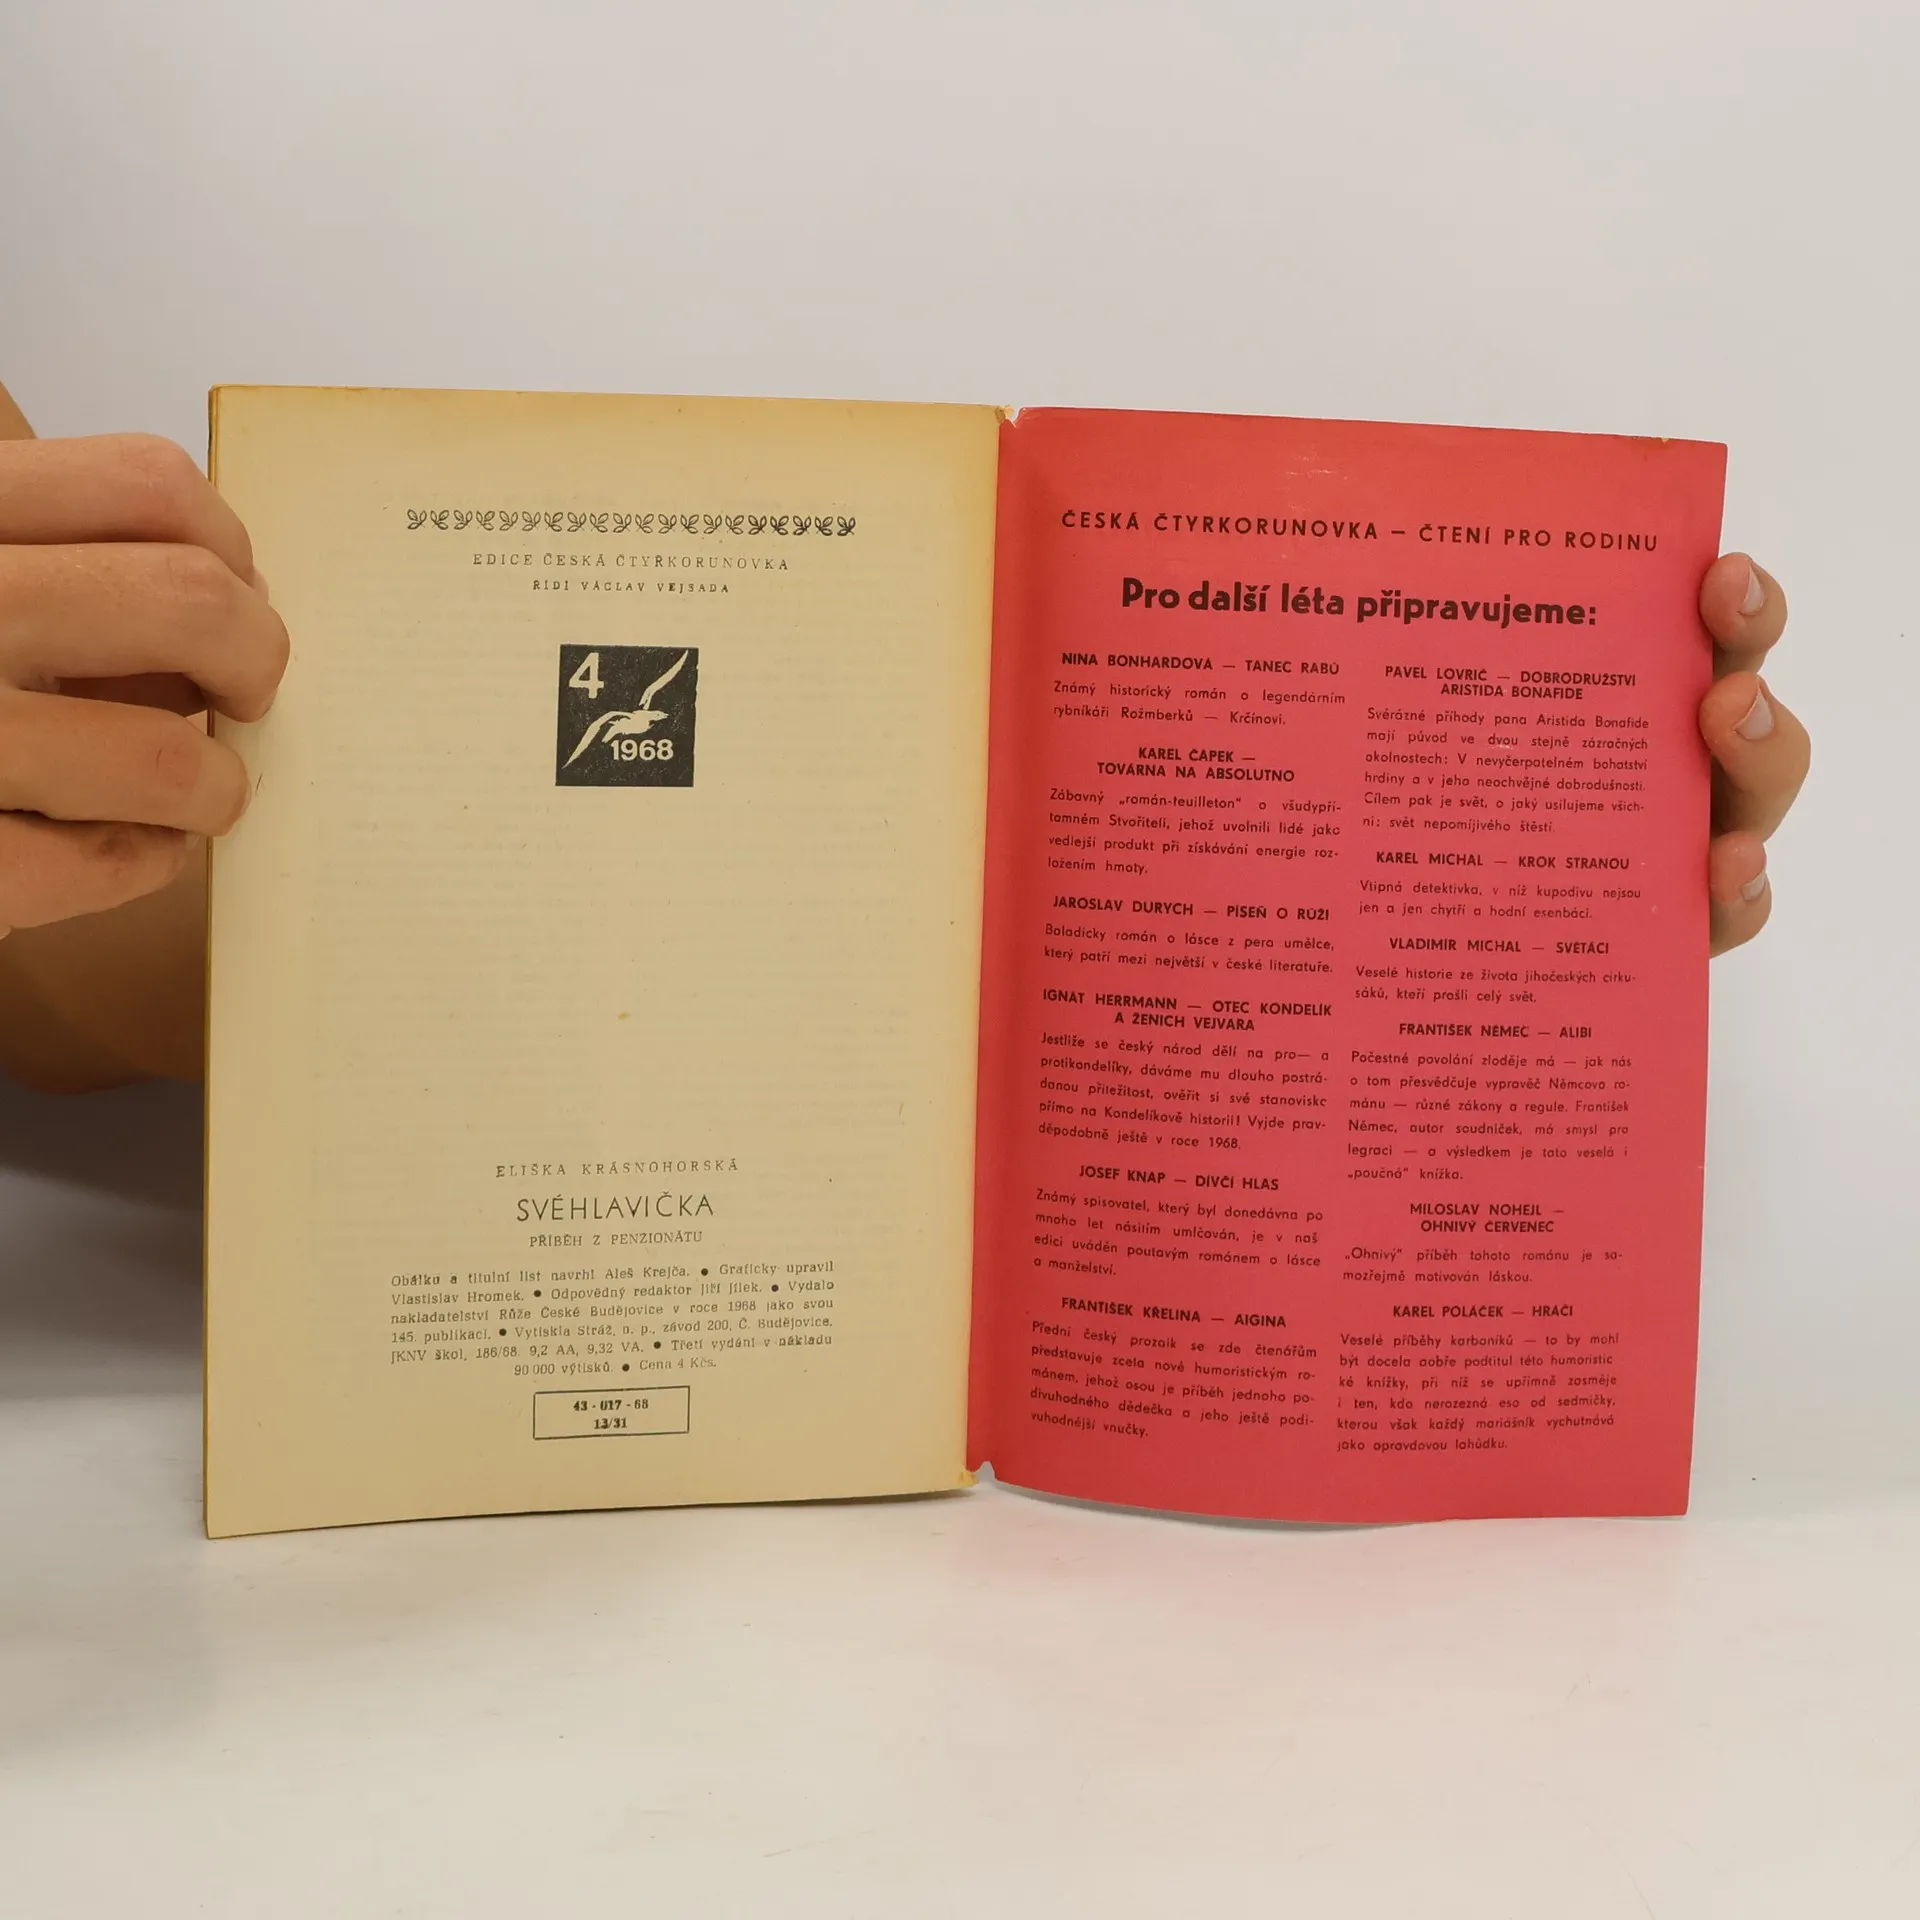 EDICE ČESKÁ ČTYŘKORUNOVKA
ŘÍDÍ VÁCLAV VEJSADA
4
1968
ELIŠKA KRÁSNOHORSKÁ
SVÉHLAVIČKA
PŘÍBĚH Z PENZIONÁTU
Obálku a titulní list navrhl Aleš Krejča. ● Graficky upravil
Vlastislav Hromek. ● Odpovědný redaktor Jiří Jílek. ● Vydalo
nakladatelství Růže České Budějovice v roce 1968 jako svou
145. publikaci. ● Vytiskla Stráž, n. p., závod 200, Č. Budějovice.
JKNV škol. 186/68. 9,2 AA, 9,32 VA. ● Třetí vydání v nákladu
90 000 výtisků. ● Cena 4 Kčs.
43 - 017 - 68
13/31
ČESKÁ ČTYRKORUNOVKA — ČTENÍ PRO RODINU
Pro další léta připravujeme:
NINA BONHARDOVÁ — TANEC RABŮ
Známý historický román o legendárním
rybníkáři Rožmberků — Krčínovi.
KAREL ČAPEK —
TOVÁRNA NA ABSOLUTNO
Zábavný „román-feuilleton“ o všudypří-
tomném Stvořiteli, jehož uvolnili lidé jako
vedlejší produkt při získávání energie roz-
ložením hmoty.
JAROSLAV DURYCH — PÍSEŇ O RŮŽI
Baladický román o lásce z pera umělce,
který patří mezi největší v české literatuře.
IGNÁT HERRMANN — OTEC KONDELÍK
A ŽENICH VEJVARA
Jestliže se český národ dělí na pro— a
protikondelíky, dáváme mu dlouho postrá-
danou příležitost, ověřit si své stanovisko
přímo na Kondelíkově historii! Vyjde prav-
děpodobně ještě v roce 1968.
JOSEF KNAP — DÍVČÍ HLAS
Známý spisovatel, který byl donedávna po
mnoho let násilím umlčován, je v naší
edici uváděn poutavým románem o lásce
a manželství.
FRANTIŠEK KŘELINA — AIGINA
Přední český prozaik se zde čtenářům
představuje zcela nově humoristickým ro-
mánem, jehož osou je příběh jednoho po-
divuhodného dědečka a jeho ještě podi-
vuhodnější vnučky.
PAVEL LOVRIČ — DOBRODRUŽSTVÍ
ARISTIDA BONAFIDE
Svérázné příhody pana Aristida Bonafide
mají původ ve dvou stejně zázračných
okolnostech: V nevyčerpatelném bohatství
hrdiny a v jeho neochvějné dobrodušnosti.
Cílem pak je svět, o jaký usilujeme všich-
ni: svět nepomíjivého štěstí.
KAREL MICHAL — KROK STRANOU
Vtipná detektivka, v níž kupodivu nejsou
jen a jen chytří a hodní esenbáci.
VLADIMÍR MICHAL — SVĚTÁCI
Veselé historie ze života jihočeských cirku-
sáků, kteří prošli celý svět.
FRANTIŠEK NĚMEC — ALIBI
Počestné povolání zloděje má — jak nás
o tom přesvědčuje vypravěč Němcova ro-
mánu — různé zákony a regule. František
Němec, autor soudniček, má smysl pro
legraci — a výsledkem je tato veselá i
„poučná“ knížka.
MILOSLAV NOHEJL —
OHNIVÝ ČERVENEC
„Ohnivý“ příběh tohoto románu je sa-
mozřejmě motivován láskou.
KAREL POLÁČEK — HRÁČI
Veselé příběhy karbaníků — to by mohl
být docela dobře podtitul této humoristic
ké knížky, při níž se upřímně zasměje
i ten, kdo nerozezná eso od sedmičky,
kterou však každý mariášník vychutnává
jako opravdovou lahůdku.